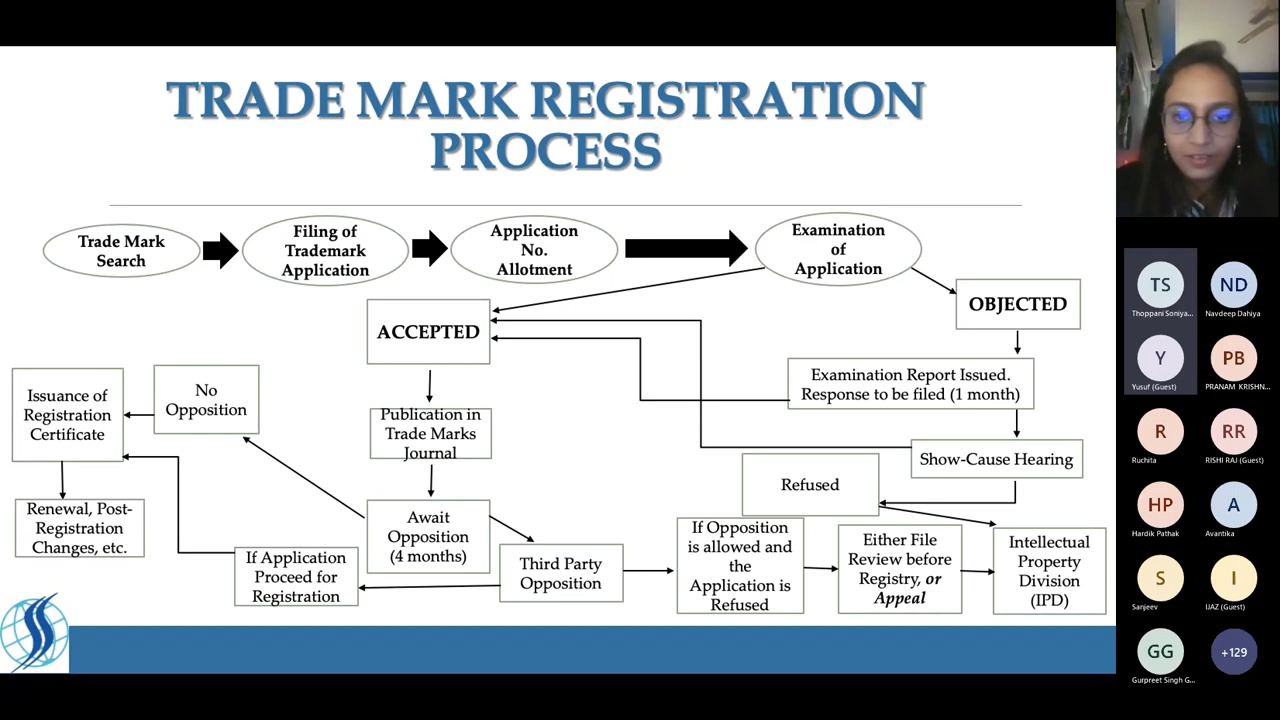 TRADE MARK REGISTRATION
PROCESS
Trade Mark
Search
Filing of
Trademark
Application
Application
No.
Allotment
Examination
of
Application
OBJECTED
ACCEPTED
Examination Report Issued.
Response to be filed (1 month)
Show-Cause Hearing
Refused
Publication in
Trade Marks
Journal
Await
Opposition
(4 months)
No
Opposition
Issuance of
Registration
Certificate
Renewal, Post-
Registration
Changes, etc.
If Application
Proceed for
Registration
Third Party
Opposition
If Opposition
is allowed and
the
Application is
Refused
Either File
Review before
Registry, or
Appeal
Intellectual
Property
Division
(IPD)
TS
Thoppani Soniya...
ND
Navdeep Dahiya
Y
Yusuf (Guest)
PB
PRANAM KRISHN...
R
Ruchita
RR
RISHI RAJ (Guest)
HP
Hardik Pathak
A
Avantika
S
Sanjeev
I
IJAZ (Guest)
GG
Gurpreet Singh G...
+129